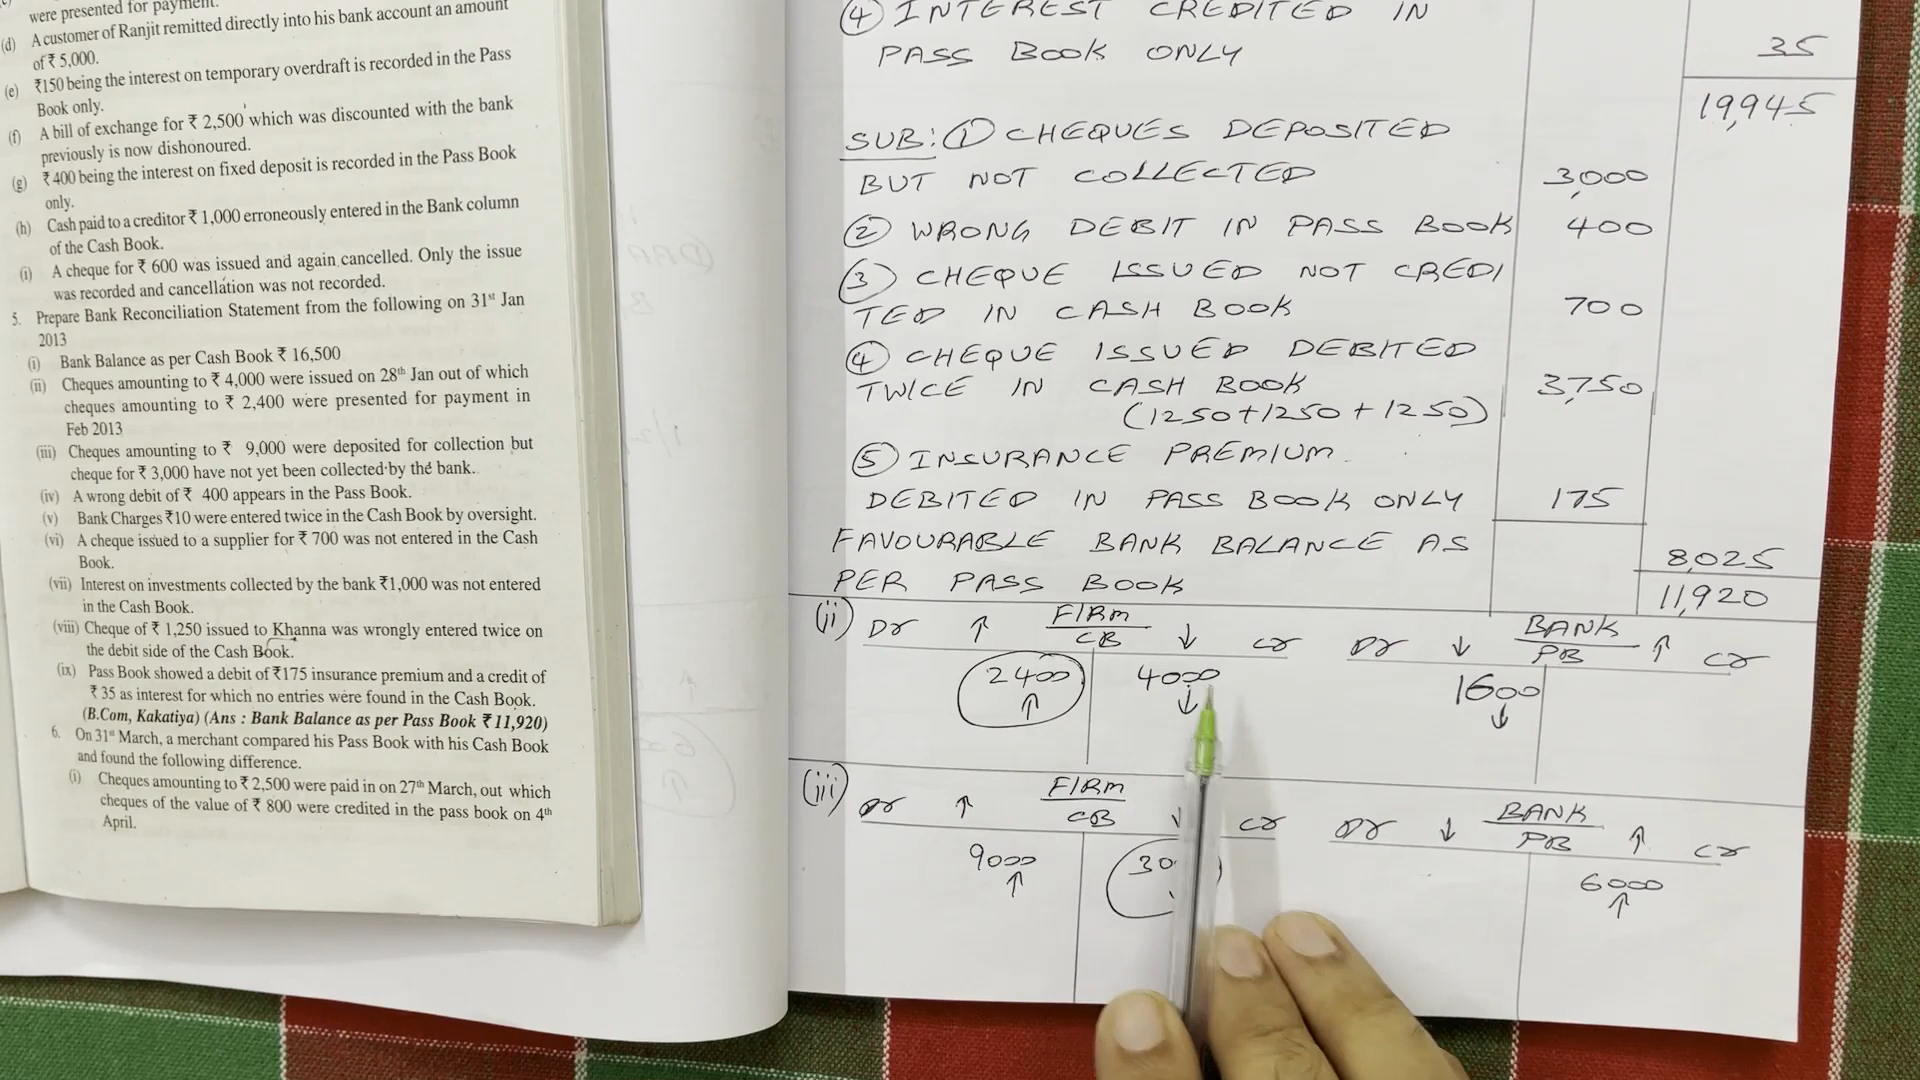 were presented for payment.
(d) A customer of Ranjit remitted directly into his bank account an amount
of ₹ 5,000.
(e) ₹150 being the interest on temporary overdraft is recorded in the Pass
Book only.
(f) A bill of exchange for ₹ 2,500 which was discounted with the bank
previously is now dishonoured.
(g) ₹400 being the interest on fixed deposit is recorded in the Pass Book
only.
(h) Cash paid to a creditor ₹ 1,000 erroneously entered in the Bank column
of the Cash Book.
(i) A cheque for ₹ 600 was issued and again cancelled. Only the issue
was recorded and cancellation was not recorded.
5. Prepare Bank Reconciliation Statement from the following on 31st Jan
2013
(i) Bank Balance as per Cash Book ₹ 16,500
(ii) Cheques amounting to ₹ 4,000 were issued on 28th Jan out of which
cheques amounting to ₹ 2,400 were presented for payment in
Feb 2013
(iii) Cheques amounting to ₹ 9,000 were deposited for collection but
cheque for ₹ 3,000 have not yet been collected by the bank.
(iv) A wrong debit of ₹ 400 appears in the Pass Book.
(v) Bank Charges ₹10 were entered twice in the Cash Book by oversight.
(vi) A cheque issued to a supplier for ₹ 700 was not entered in the Cash
Book.
(vii) Interest on investments collected by the bank ₹1,000 was not entered
in the Cash Book.
(viii) Cheque of ₹ 1,250 issued to Khanna was wrongly entered twice on
the debit side of the Cash Book.
(ix) Pass Book showed a debit of ₹175 insurance premium and a credit of
₹ 35 as interest for which no entries were found in the Cash Book.
(B.Com, Kakatiya) (Ans : Bank Balance as per Pass Book ₹ 11,920)
6. On 31st March, a merchant compared his Pass Book with his Cash Book
and found the following difference.
(i) Cheques amounting to ₹ 2,500 were paid in on 27th March, out which
cheques of the value of ₹ 800 were credited in the pass book on 4th
April.
④ INTEREST CREDITED IN
PASS BOOK ONLY 35
19,945
SUB: ① CHEQUES DEPOSITED
BUT NOT COLLECTED 3,000
② WRONG DEBIT IN PASS BOOK 400
③ CHEQUE ISSUED NOT CREDI
TED IN CASH BOOK 700
④ CHEQUE ISSUED DEBITED
TWICE IN CASH BOOK 3,750
(1250+1250+1250)
⑤ INSURANCE PREMIUM
DEBITED IN PASS BOOK ONLY 175
FAVOURABLE BANK BALANCE AS 8,025
PER PASS BOOK 11,920
(ii) Dr ↑ FIRM ↓ Cr Dr ↓ BANK ↑ Cr
CB PB
2400 4000 1600
↑ ↓ ↓
(iii) Dr ↑ FIRM ↓ Cr Dr ↓ BANK ↑ Cr
CB PB
9000 30 6000
↑ ↑